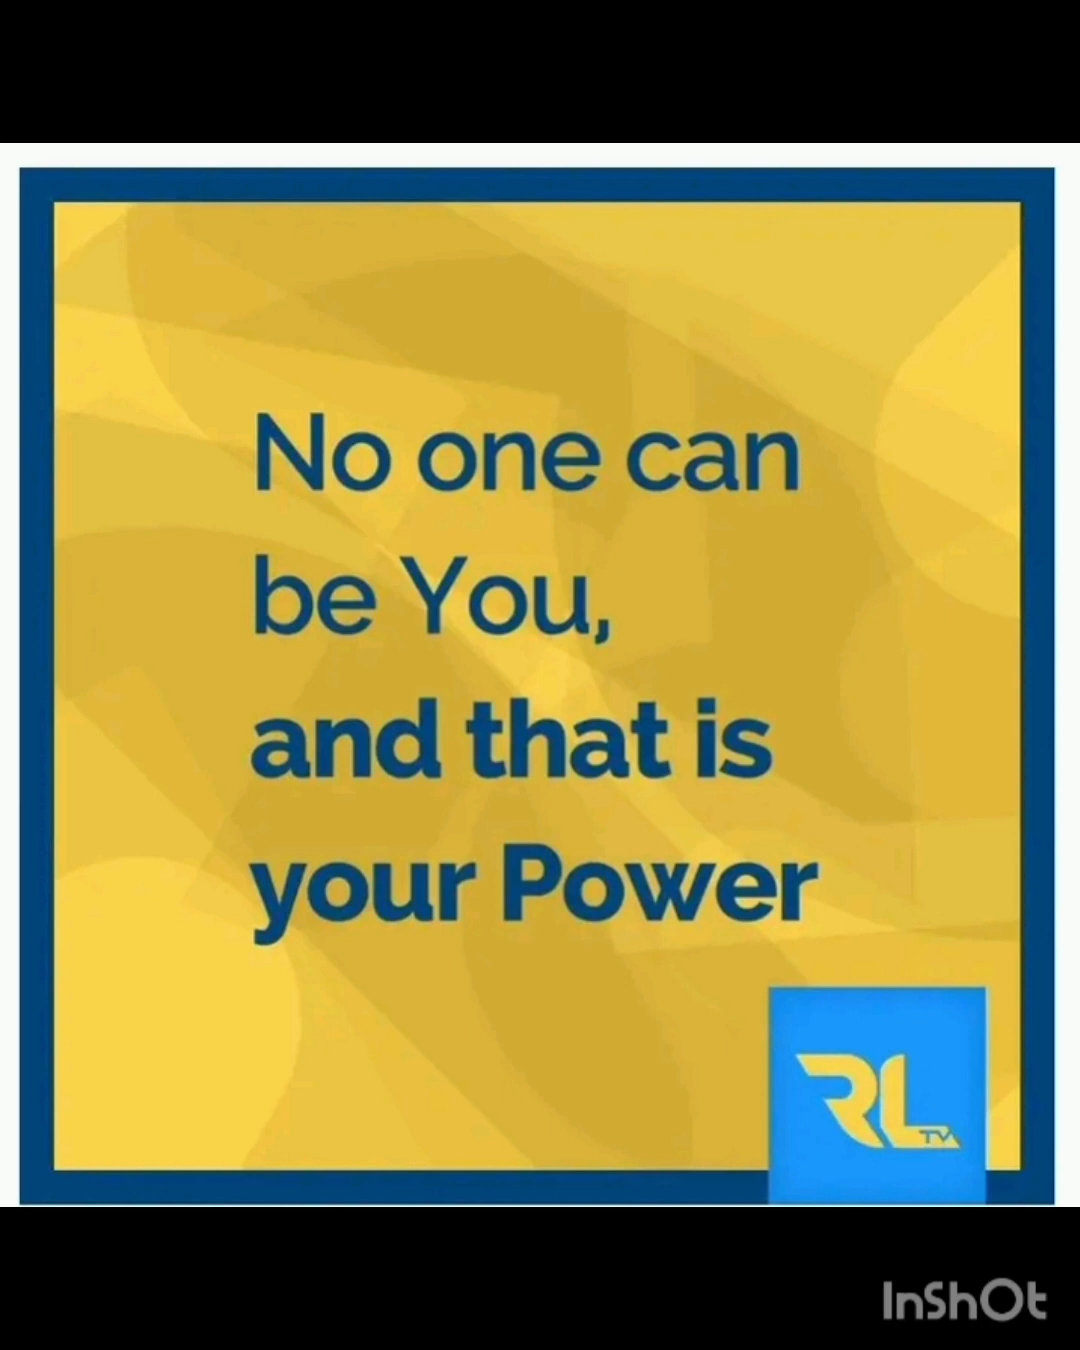 No one can
be You,
and that is
your Power
RL
TV
InShOt